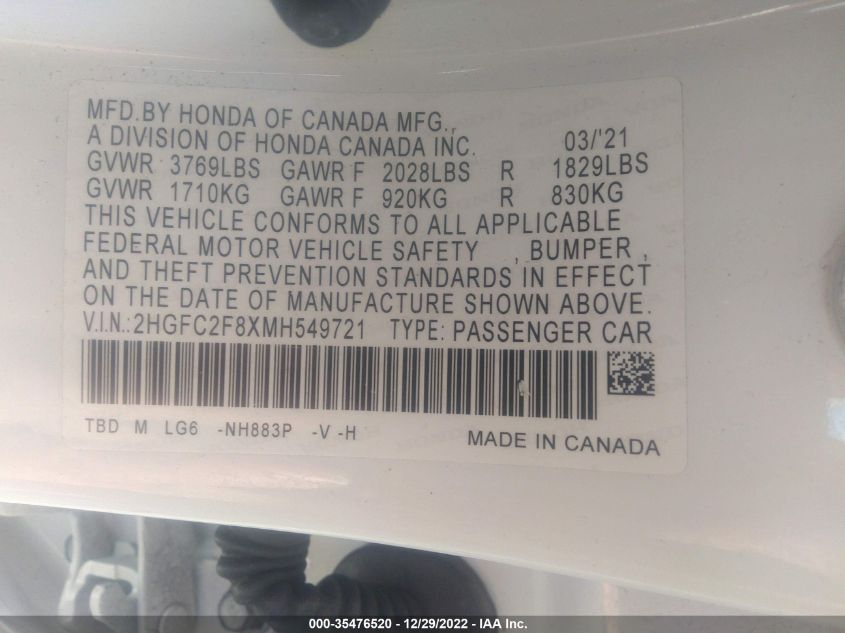 MFD.BY HONDA OF CANADA MFG.,
A DIVISION OF HONDA CANADA INC. 03/'21
GVWR 3769LBS GAWR F 2028LBS R 1829LBS
GVWR 1710KG GAWR F 920KG R 830KG
THIS VEHICLE CONFORMS TO ALL APPLICABLE
FEDERAL MOTOR VEHICLE SAFETY , BUMPER ,
AND THEFT PREVENTION STANDARDS IN EFFECT
ON THE DATE OF MANUFACTURE SHOWN ABOVE.
V.I.N.:2HGFC2F8XMH549721 TYPE: PASSENGER CAR
TBD M LG6 -NH883P -V -H
MADE IN CANADA
000-35476520 - 12/29/2022 - IAA Inc.